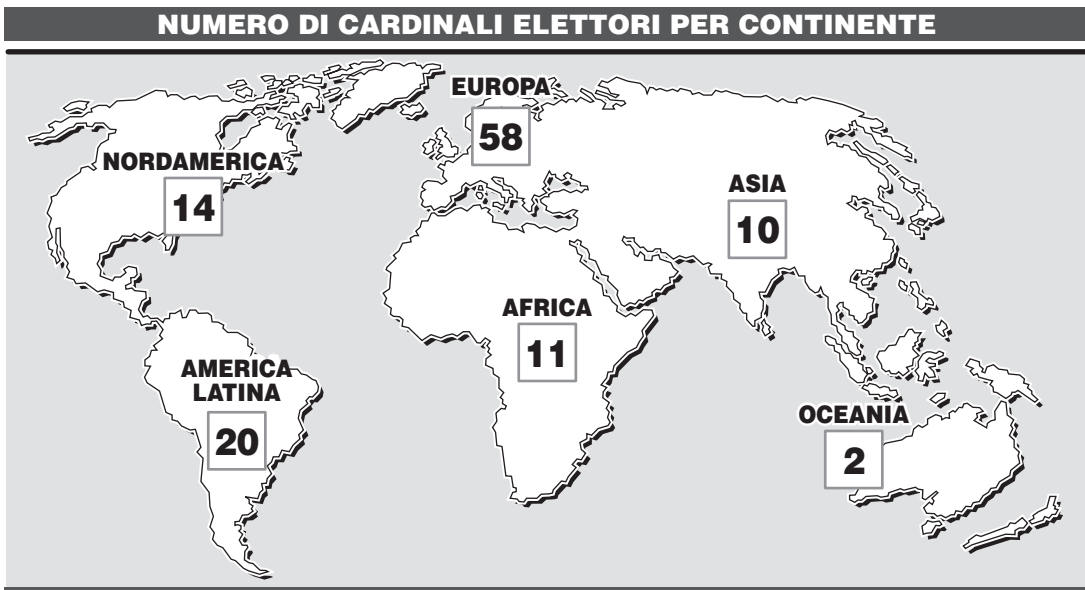 NUMERO DI CARDINALI ELETTORI PER CONTINENTE
EUROPA
58
NORDAMERICA
14
ASIA
10
AFRICA
11
AMERICA
LATINA
20
OCEANIA
2